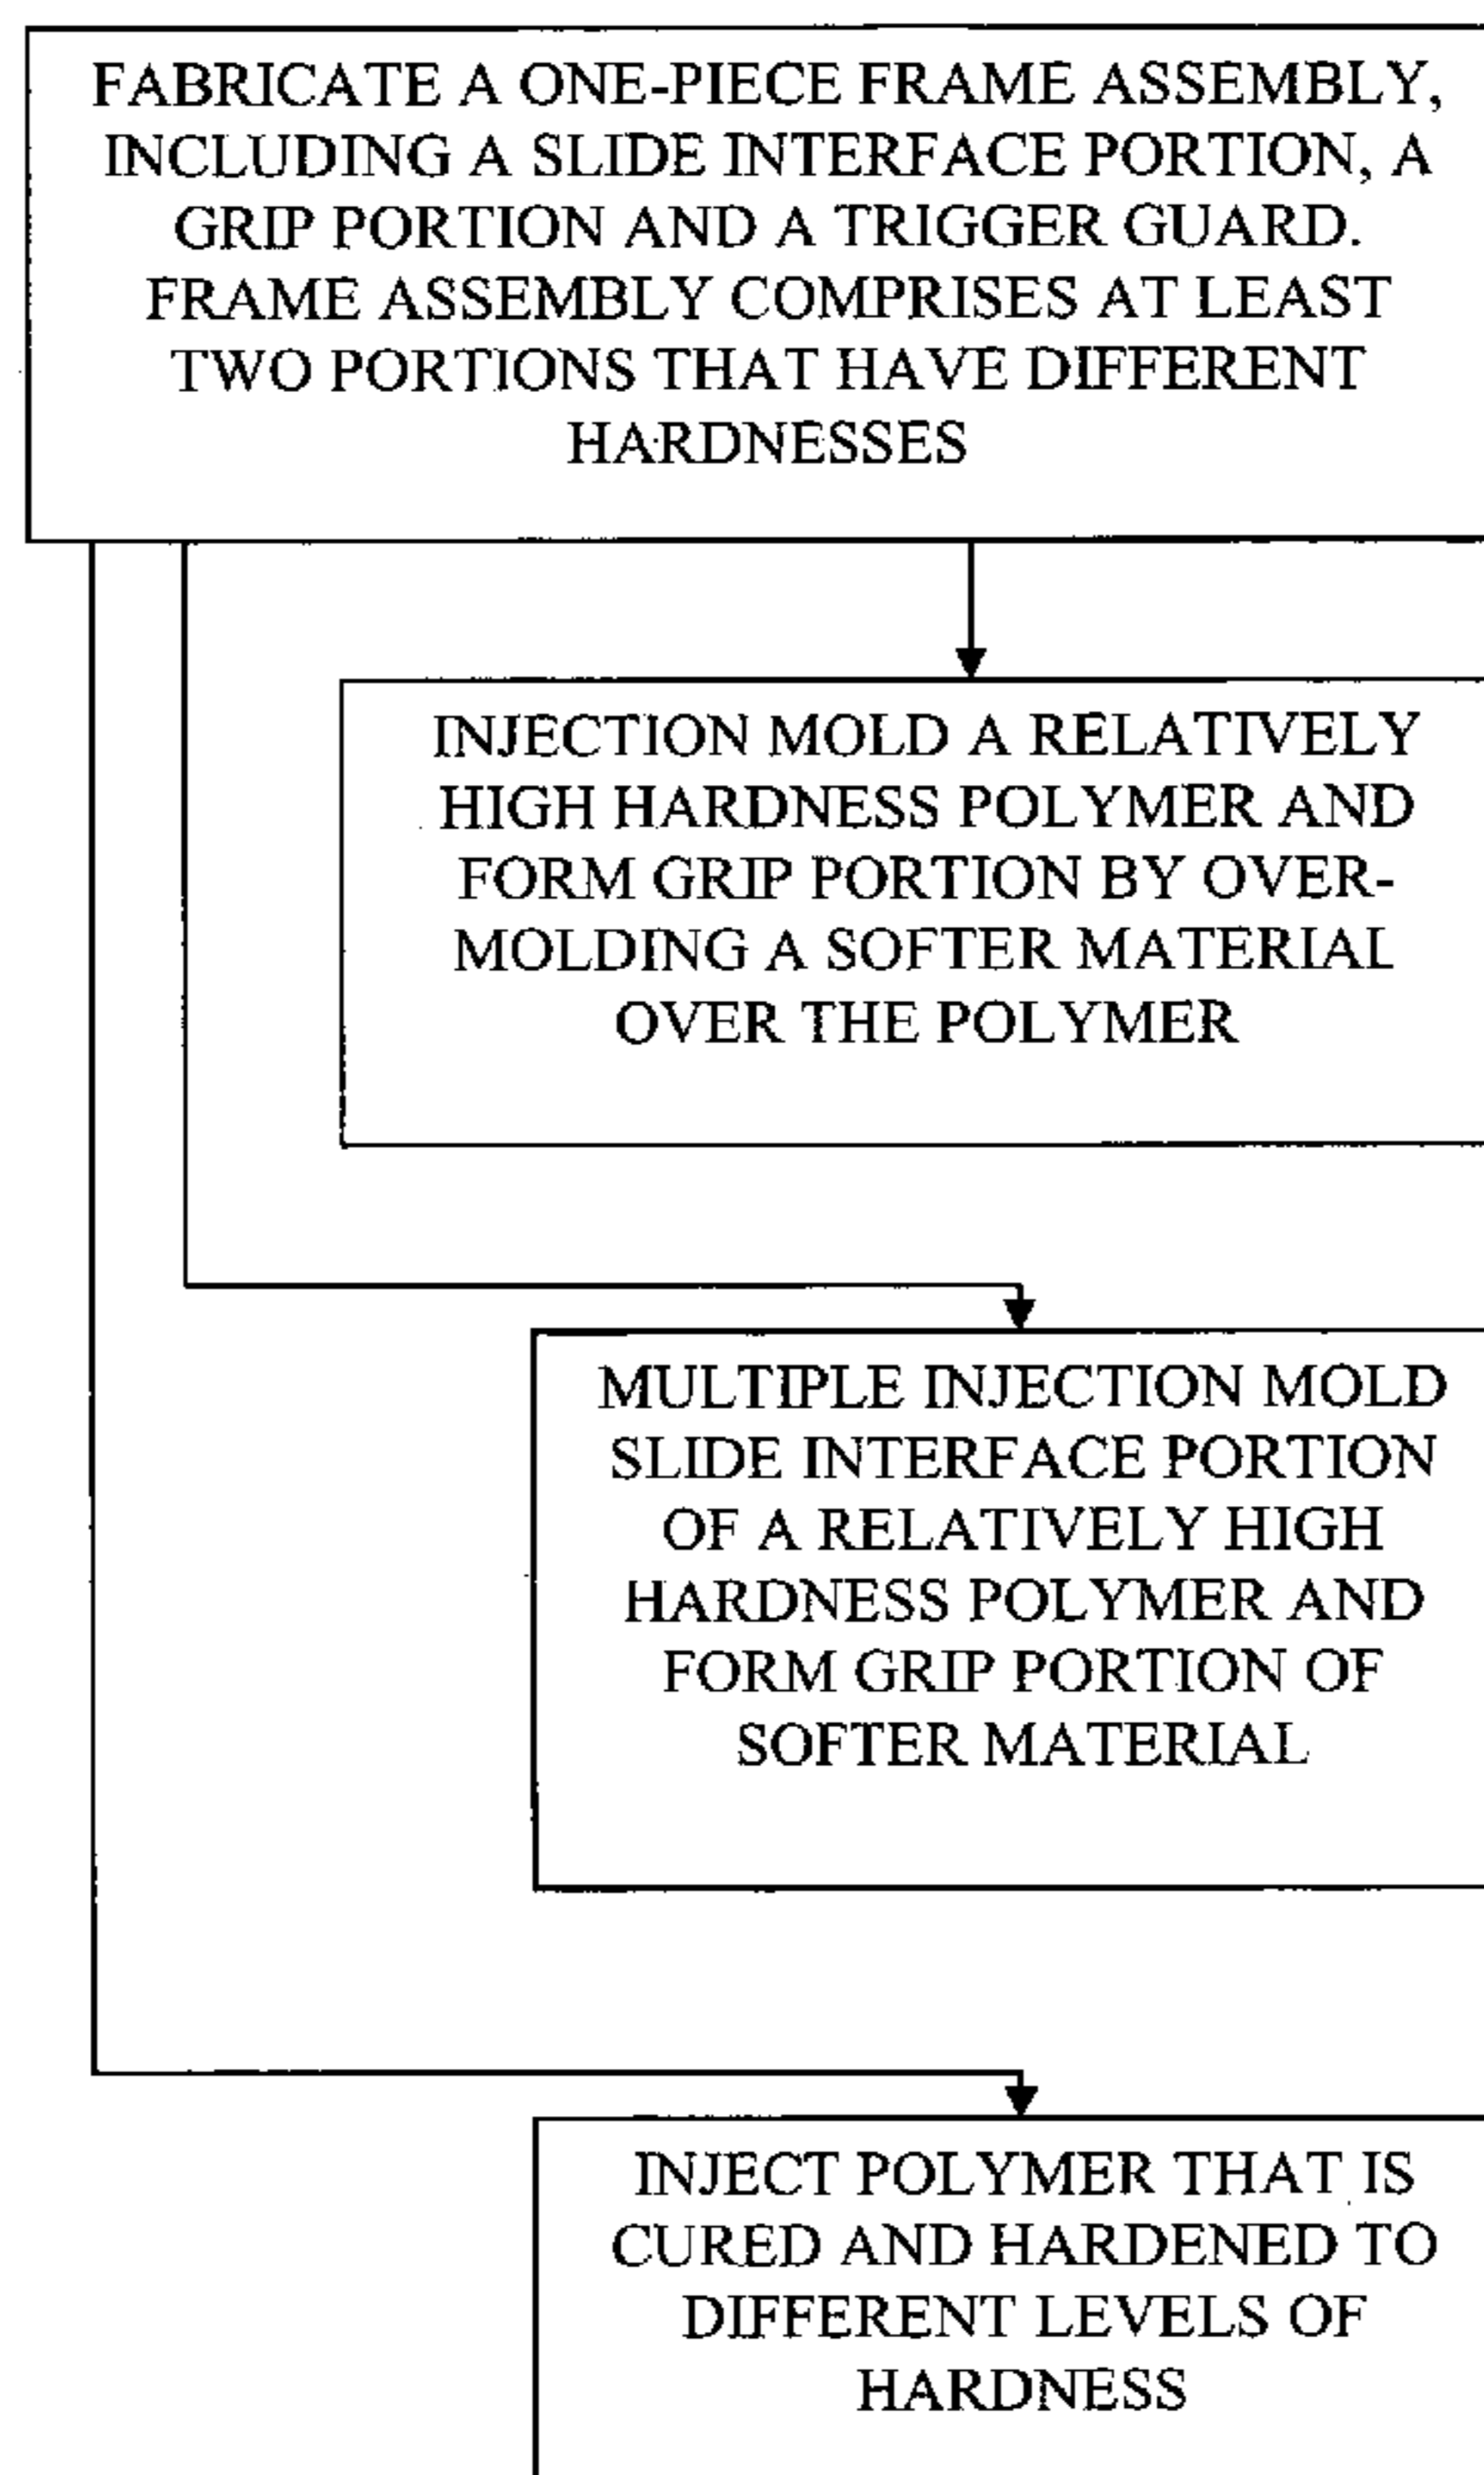 FABRICATE A ONE-PIECE FRAME ASSEMBLY,
INCLUDING A SLIDE INTERFACE PORTION, A
GRIP PORTION AND A TRIGGER GUARD.
FRAME ASSEMBLY COMPRISES AT LEAST
TWO PORTIONS THAT HAVE DIFFERENT
HARDNESSES
INJECTION MOLD A RELATIVELY
HIGH HARDNESS POLYMER AND
FORM GRIP PORTION BY OVER-
MOLDING A SOFTER MATERIAL
OVER THE POLYMER
MULTIPLE INJECTION MOLD
SLIDE INTERFACE PORTION
OF A RELATIVELY HIGH
HARDNESS POLYMER AND
FORM GRIP PORTION OF
SOFTER MATERIAL
INJECT POLYMER THAT IS
CURED AND HARDENED TO
DIFFERENT LEVELS OF
HARDNESS